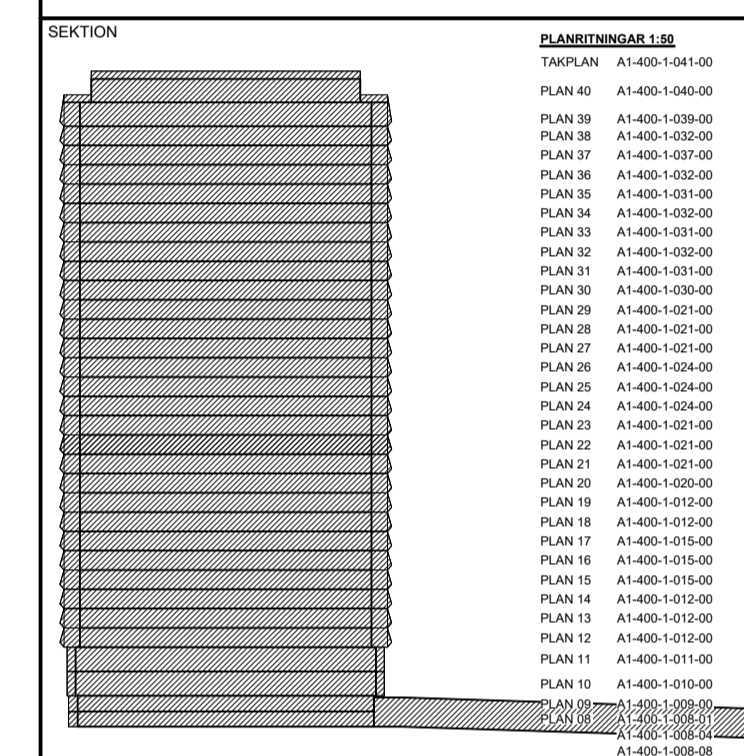 SEKTION
PLANRITNINGAR 1:50
TAKPLAN A1-400-1-041-00
PLAN 40 A1-400-1-040-00
PLAN 39 A1-400-1-039-00
PLAN 38 A1-400-1-032-00
PLAN 37 A1-400-1-037-00
PLAN 36 A1-400-1-032-00
PLAN 35 A1-400-1-031-00
PLAN 34 A1-400-1-032-00
PLAN 33 A1-400-1-031-00
PLAN 32 A1-400-1-032-00
PLAN 31 A1-400-1-031-00
PLAN 30 A1-400-1-030-00
PLAN 29 A1-400-1-021-00
PLAN 28 A1-400-1-021-00
PLAN 27 A1-400-1-021-00
PLAN 26 A1-400-1-024-00
PLAN 25 A1-400-1-024-00
PLAN 24 A1-400-1-024-00
PLAN 23 A1-400-1-021-00
PLAN 22 A1-400-1-021-00
PLAN 21 A1-400-1-021-00
PLAN 20 A1-400-1-020-00
PLAN 19 A1-400-1-012-00
PLAN 18 A1-400-1-012-00
PLAN 17 A1-400-1-015-00
PLAN 16 A1-400-1-015-00
PLAN 15 A1-400-1-015-00
PLAN 14 A1-400-1-012-00
PLAN 13 A1-400-1-012-00
PLAN 12 A1-400-1-012-00
PLAN 11 A1-400-1-011-00
PLAN 10 A1-400-1-010-00
PLAN 09 A1-400-1-009-00
PLAN 08 A1-400-1-008-01
A1-400-1-008-04
A1-400-1-008-08